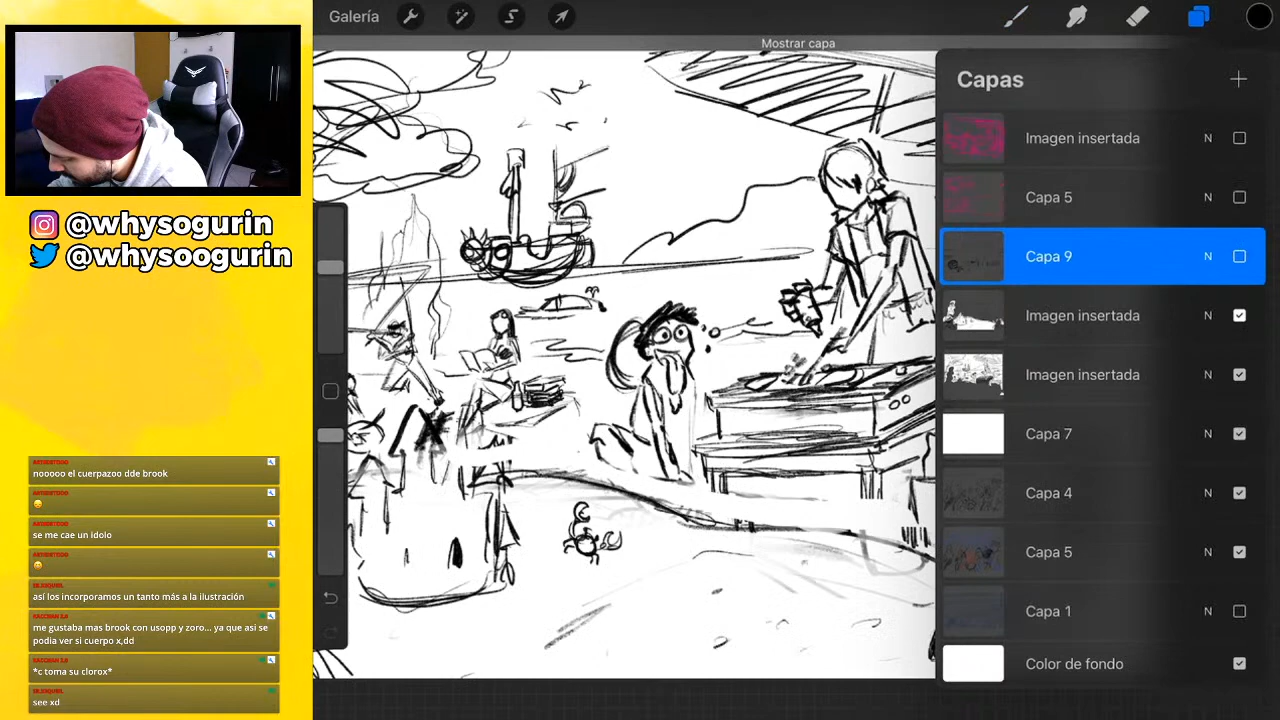 Galería
Mostrar capa
@whysogurin
@whysoogurin
nooooo el cuerpazoo dde brook
se me cae un idolo
así los incorporamos un tanto más a la ilustración
me gustaba mas brook con usopp y zoro... ya que asi se
podia ver si cuerpo x,dd
*c toma su clorox*
see xd
Capas
Imagen insertada N
Capa 5 N
Capa 9 N
Imagen insertada N
Imagen insertada N
Capa 7 N
Capa 4 N
Capa 5 N
Capa 1 N
Color de fondo